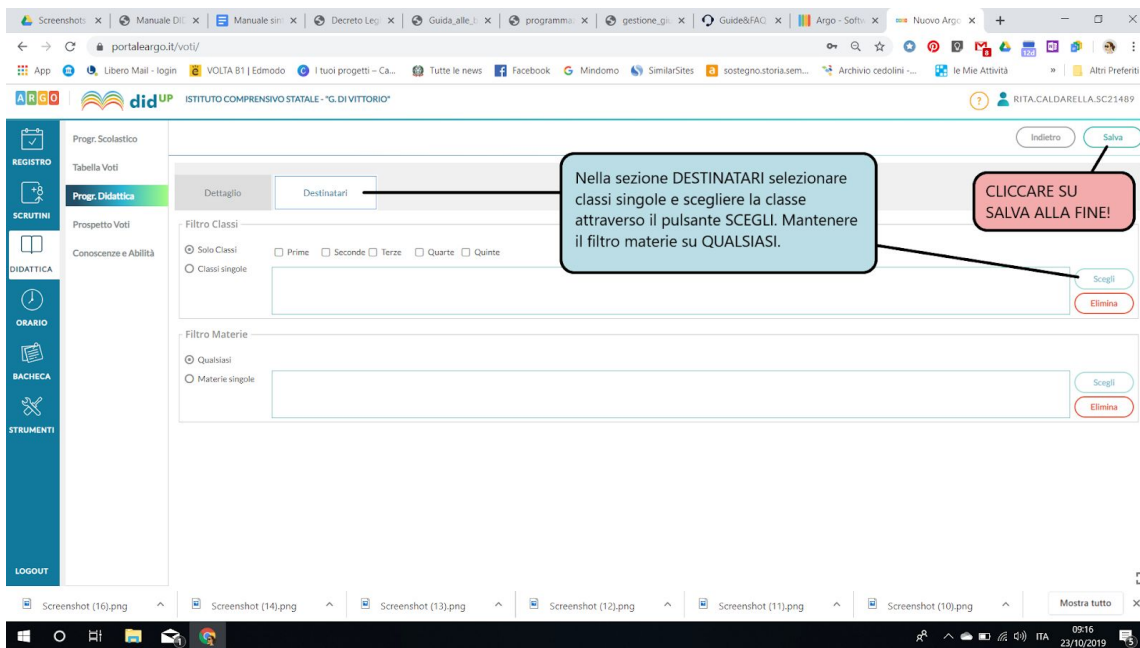 Screenshots
Manuale DID
Manuale sint
Decreto Legi
Guida_alle_b
programma
gestione_giu
Guide&FAQ
Argo - Softw
Nuovo Argo
portaleargo.it/voti/
App
Libero Mail - login
VOLTA B1 | Edmodo
I tuoi progetti – Ca...
Tutte le news
Facebook
Mindomo
SimilarSites
sostegno.storia.sem...
Archivio cedolini -...
le Mie Attività
»
Altri Preferiti
ARGO
didUP
ISTITUTO COMPRENSIVO STATALE - "G. DI VITTORIO"
RITA.CALDARELLA.SC21489
REGISTRO
SCRUTINI
DIDATTICA
ORARIO
BACHECA
STRUMENTI
LOGOUT
Progr. Scolastico
Tabella Voti
Progr. Didattica
Prospetto Voti
Conoscenze e Abilità
Indietro
Salva
Dettaglio
Destinatari
Nella sezione DESTINATARI selezionare
classi singole e scegliere la classe
attraverso il pulsante SCEGLI. Mantenere
il filtro materie su QUALSIASI.
CLICCARE SU
SALVA ALLA FINE!
Filtro Classi
Solo Classi
Prime
Seconde
Terze
Quarte
Quinte
Classi singole
Scegli
Elimina
Filtro Materie
Qualsiasi
Materie singole
Scegli
Elimina
Screenshot (16).png
Screenshot (14).png
Screenshot (13).png
Screenshot (12).png
Screenshot (11).png
Screenshot (10).png
Mostra tutto
ITA
09:16
23/10/2019